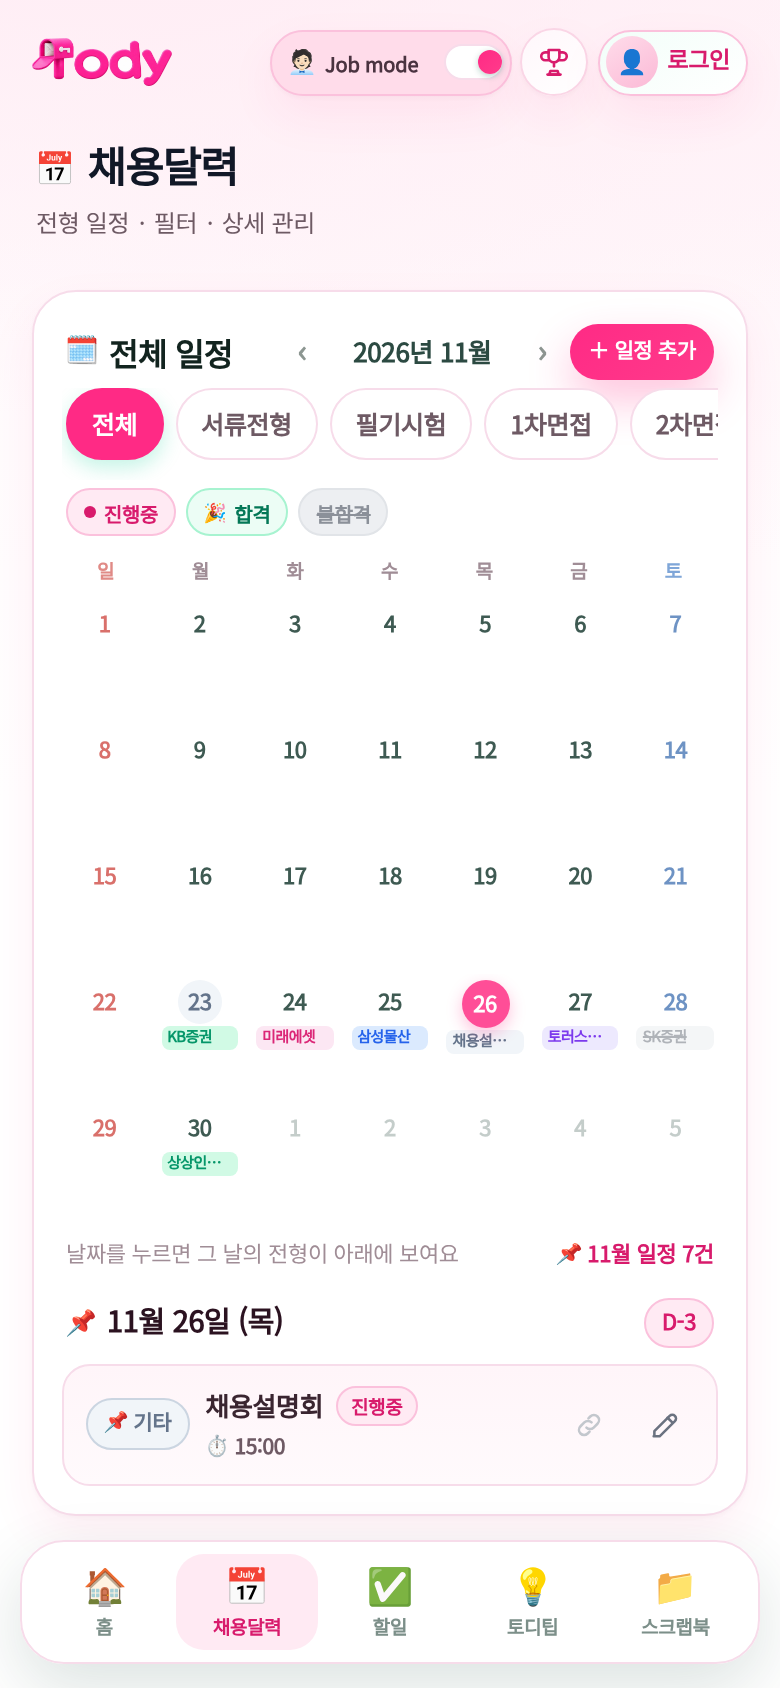 Tody
Job mode
로그인
채용달력
전형 일정 · 필터 · 상세 관리
전체 일정
‹ 2026년 11월 ›
+ 일정 추가
전체 서류전형 필기시험 1차면접 2차면
진행중 합격 불합격
일 월 화 수 목 금 토
1 2 3 4 5 6 7
8 9 10 11 12 13 14
15 16 17 18 19 20 21
22 23 24 25 26 27 28
KB증권 미래에셋 삼성물산 채용설… 토러스… SK증권
29 30 1 2 3 4 5
상상인…
날짜를 누르면 그 날의 전형이 아래에 보여요
11월 일정 7건
11월 26일 (목)
D-3
기타
채용설명회 진행중
15:00
홈 채용달력 할일 토디팁 스크랩북